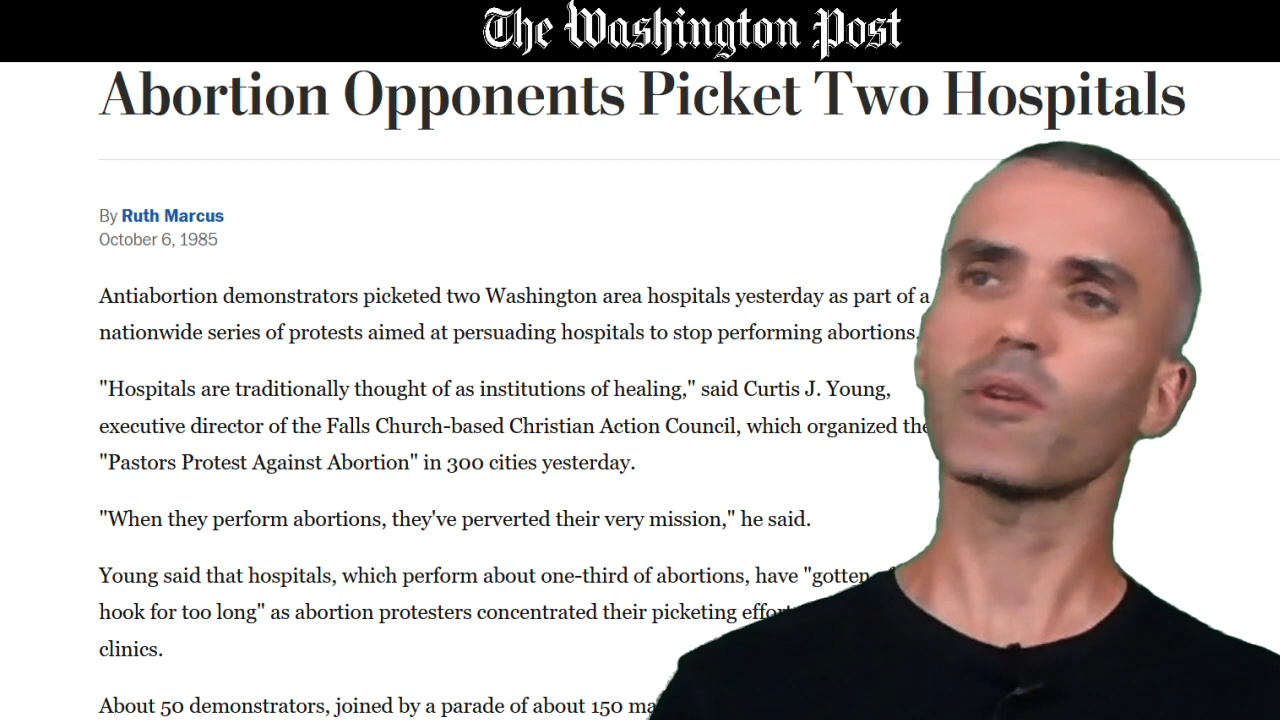 The Washington Post
Abortion Opponents Picket Two Hospitals
By Ruth Marcus
October 6, 1985
Antiabortion demonstrators picketed two Washington area hospitals yesterday as part of a
nationwide series of protests aimed at persuading hospitals to stop performing abortions.
"Hospitals are traditionally thought of as institutions of healing," said Curtis J. Young,
executive director of the Falls Church-based Christian Action Council, which organized the
"Pastors Protest Against Abortion" in 300 cities yesterday.
"When they perform abortions, they've perverted their very mission," he said.
Young said that hospitals, which perform about one-third of abortions, have "gotten
hook for too long" as abortion protesters concentrated their picketing
clinics.
About 50 demonstrators, joined by a parade of about 150